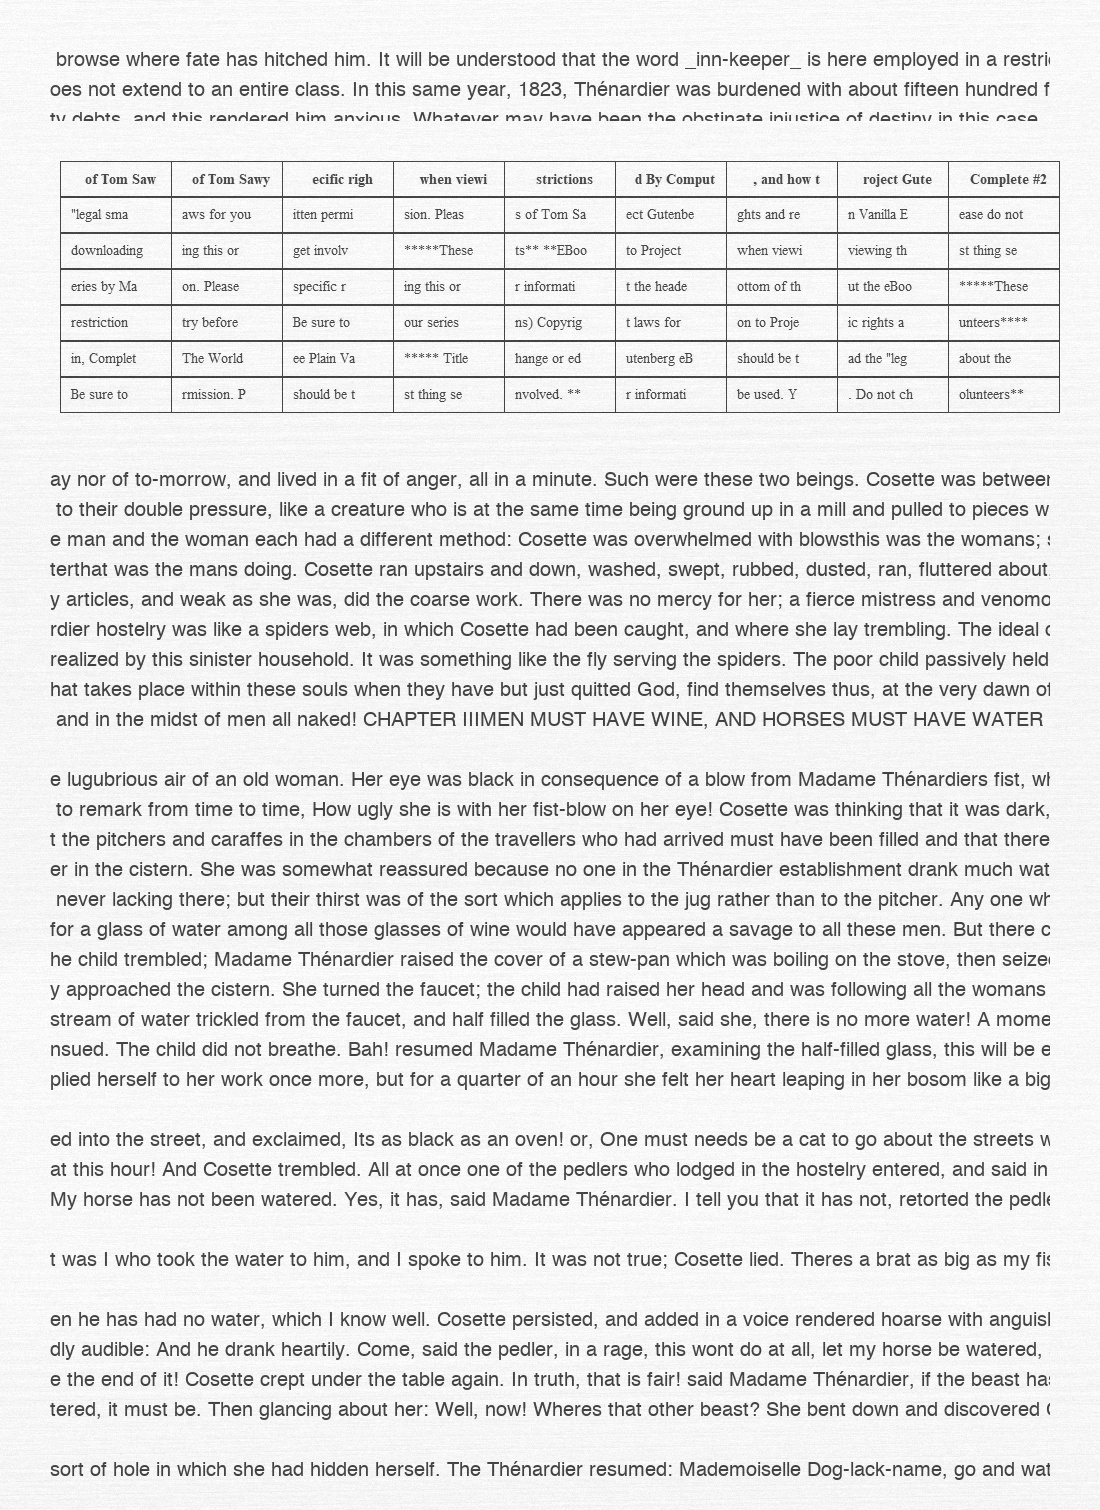 browse where fate has hitched him. It will be understood that the word _inn-keeper_ is here employed in a
oes not extend to an entire class. In this same year, 1823, Thénardier was burdened with about fifteen hundred f
ty debts, and this rendered him anxious. Whatever may have been the obstinate injustice of destiny in this case
of Tom Saw of Tom Sawy ecific righ when viewi strictions d By Comput , and how t roject Gute Complete #2
"legal sma aws for you itten permi sion. Pleas s of Tom Sa ect Gutenbe ghts and re n Vanilla E ease do not
downloading ing this or get involv *****These ts** **EBoo to Project when viewi viewing th st thing se
eries by Ma on. Please specific r ing this or r informati t the heade ottom of th ut the eBoo *****These
restriction try before Be sure to our series ns) Copyrig t laws for on to Proje ic rights a unteers****
in, Complet The World ee Plain Va ***** Title hange or ed utenberg eB should be t ad the "leg about the
Be sure to rmission. P should be t st thing se nvolved. ** r informati be used. Y . Do not ch olunteers**
ay nor of to-morrow, and lived in a fit of anger, all in a minute. Such were these two beings. Cosette was between
to their double pressure, like a creature who is at the same time being ground up in a mill and pulled to pieces w
e man and the woman each had a different method: Cosette was overwhelmed with blowsthis was the womans;
terthat was the mans doing. Cosette ran upstairs and down, washed, swept, rubbed, dusted, ran, fluttered about
y articles, and weak as she was, did the coarse work. There was no mercy for her; a fierce mistress and venomo
rdier hostelry was like a spiders web, in which Cosette had been caught, and where she lay trembling. The ideal
realized by this sinister household. It was something like the fly serving the spiders. The poor child passively held
hat takes place within these souls when they have but just quitted God, find themselves thus, at the very dawn of
and in the midst of men all naked! CHAPTER IIIMEN MUST HAVE WINE, AND HORSES MUST HAVE WATER
e lugubrious air of an old woman. Her eye was black in consequence of a blow from Madame Thénardiers fist, wh
to remark from time to time, How ugly she is with her fist-blow on her eye! Cosette was thinking that it was dark,
t the pitchers and caraffes in the chambers of the travellers who had arrived must have been filled and that there
er in the cistern. She was somewhat reassured because no one in the Thénardier establishment drank much wat
never lacking there; but their thirst was of the sort which applies to the jug rather than to the pitcher. Any one wh
for a glass of water among all those glasses of wine would have appeared a savage to all these men. But there c
he child trembled; Madame Thénardier raised the cover of a stew-pan which was boiling on the stove, then seize
y approached the cistern. She turned the faucet; the child had raised her head and was following all the womans
stream of water trickled from the faucet, and half filled the glass. Well, said she, there is no more water! A mome
nsued. The child did not breathe. Bah! resumed Madame Thénardier, examining the half-filled glass, this will be e
plied herself to her work once more, but for a quarter of an hour she felt her heart leaping in her bosom like a big
ed into the street, and exclaimed, Its as black as an oven! or, One must needs be a cat to go about the streets w
at this hour! And Cosette trembled. All at once one of the pedlers who lodged in the hostelry entered, and said in
My horse has not been watered. Yes, it has, said Madame Thénardier. I tell you that it has not, retorted the pedle
t was I who took the water to him, and I spoke to him. It was not true; Cosette lied. Theres a brat as big as my fis
en he has had no water, which I know well. Cosette persisted, and added in a voice rendered hoarse with anguis
dly audible: And he drank heartily. Come, said the pedler, in a rage, this wont do at all, let my horse be watered,
e the end of it! Cosette crept under the table again. In truth, that is fair! said Madame Thénardier, if the beast has
tered, it must be. Then glancing about her: Well, now! Wheres that other beast? She bent down and discovered
sort of hole in which she had hidden herself. The Thénardier resumed: Mademoiselle Dog-lack-name, go and wat